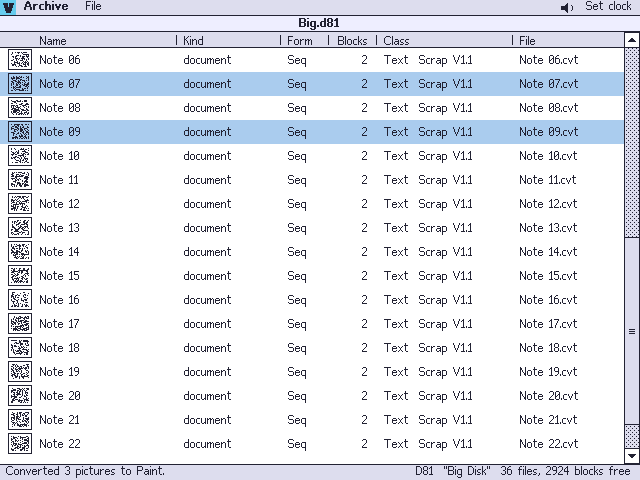 Archive File Set clock
Big.d81
Name Kind Form Blocks Class File
Note 06 document Seq 2 Text Scrap V1.1 Note 06.cvt
Note 07 document Seq 2 Text Scrap V1.1 Note 07.cvt
Note 08 document Seq 2 Text Scrap V1.1 Note 08.cvt
Note 09 document Seq 2 Text Scrap V1.1 Note 09.cvt
Note 10 document Seq 2 Text Scrap V1.1 Note 10.cvt
Note 11 document Seq 2 Text Scrap V1.1 Note 11.cvt
Note 12 document Seq 2 Text Scrap V1.1 Note 12.cvt
Note 13 document Seq 2 Text Scrap V1.1 Note 13.cvt
Note 14 document Seq 2 Text Scrap V1.1 Note 14.cvt
Note 15 document Seq 2 Text Scrap V1.1 Note 15.cvt
Note 16 document Seq 2 Text Scrap V1.1 Note 16.cvt
Note 17 document Seq 2 Text Scrap V1.1 Note 17.cvt
Note 18 document Seq 2 Text Scrap V1.1 Note 18.cvt
Note 19 document Seq 2 Text Scrap V1.1 Note 19.cvt
Note 20 document Seq 2 Text Scrap V1.1 Note 20.cvt
Note 21 document Seq 2 Text Scrap V1.1 Note 21.cvt
Note 22 document Seq 2 Text Scrap V1.1 Note 22.cvt
Converted 3 pictures to Paint. D81 "Big Disk" 36 files, 2924 blocks free